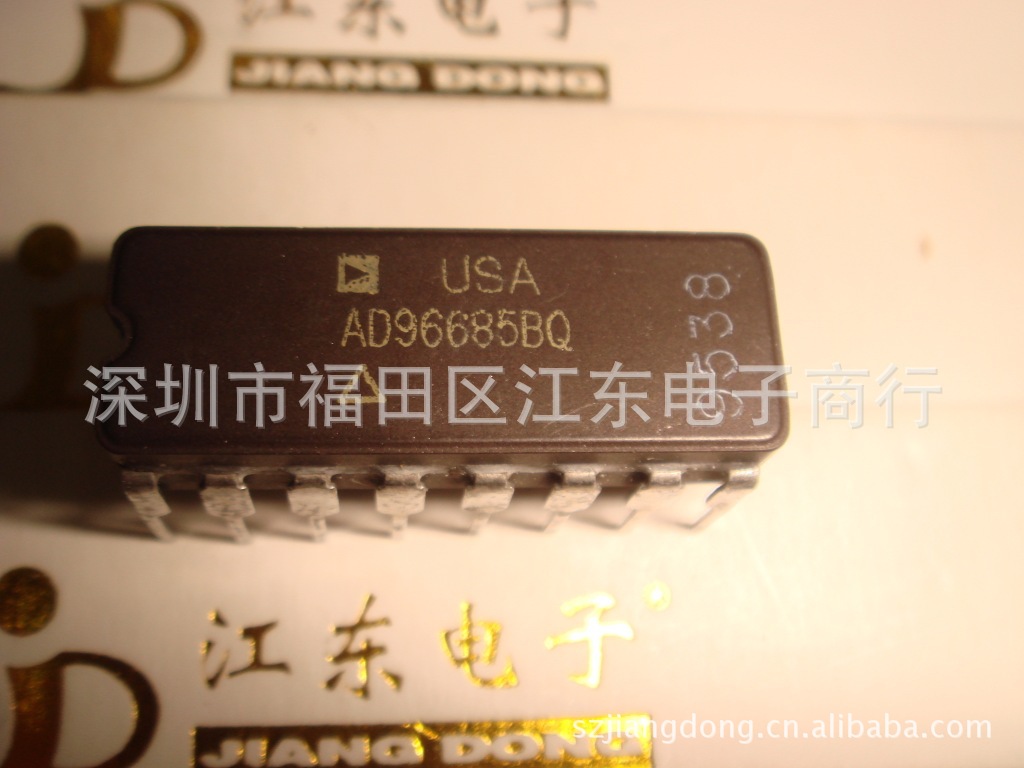 江东电子
JIANG DONG
USA
AD96685BQ
9538
深圳市福田区江东电子商行
江东电子
JIANG DONG
szjiangdong.cn.alibaba.com